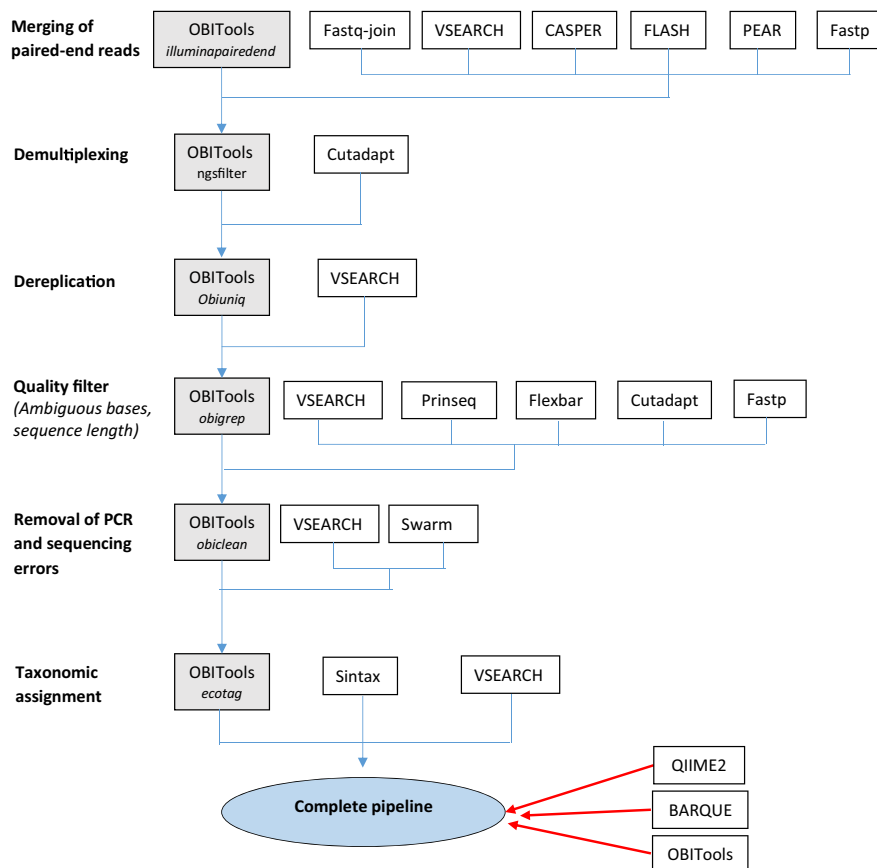 Merging of
paired-end reads
OBITools
illuminapairedend
Fastq-join
VSEARCH
CASPER
FLASH
PEAR
Fastp
Demultiplexing
OBITools
ngsfilter
Cutadapt
Dereplication
OBITools
Obiuniq
VSEARCH
Quality filter
(Ambiguous bases,
sequence length)
OBITools
obigrep
VSEARCH
Prinseq
Flexbar
Cutadapt
Fastp
Removal of PCR
and sequencing
errors
OBITools
obiclean
VSEARCH
Swarm
Taxonomic
assignment
OBITools
ecotag
Sintax
VSEARCH
Complete pipeline
QIIME2
BARQUE
OBITools